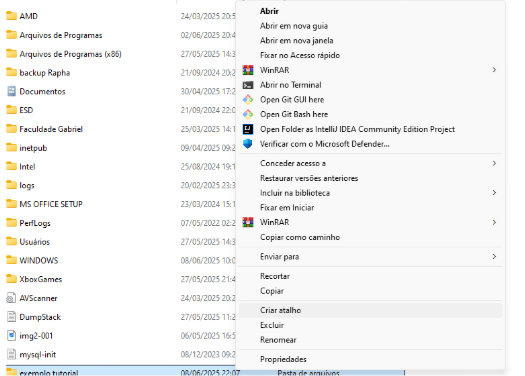 AMD 24/03/2025 20:5
Arquivos de Programas 02/06/2025 20:4
Arquivos de Programas (x86) 27/05/2025 14:3
backup Rapha 21/09/2024 20:2
Documentos 30/04/2025 17:2
ESD 21/09/2024 22:0
Faculdade Gabriel 25/03/2025 14:1
inetpub 09/04/2025 09:2
Intel 25/08/2024 19:1
logs 20/02/2025 23:3
MS OFFICE SETUP 23/03/2024 15:1
PerfLogs 07/05/2022 02:2
Usuários 27/05/2025 14:3
WINDOWS 08/06/2025 10:0
XboxGames 27/05/2025 21:4
AVScanner 24/03/2025 20:2
DumpStack 27/05/2025 11:2
img2-001 06/05/2025 16:5
mysql-init 08/12/2023 09:2
exemplo tutorial 08/06/2025 22:07 Pasta de arquivos
Abrir
Abrir em nova guia
Abrir em nova janela
Fixar no Acesso rápido
WinRAR
Abrir no Terminal
Open Git GUI here
Open Git Bash here
Open Folder as IntelliJ IDEA Community Edition Project
Verificar com o Microsoft Defender...
Conceder acesso a
Restaurar versões anteriores
Incluir na biblioteca
Fixar em Iniciar
WinRAR
Copiar como caminho
Enviar para
Recortar
Copiar
Criar atalho
Excluir
Renomear
Propriedades